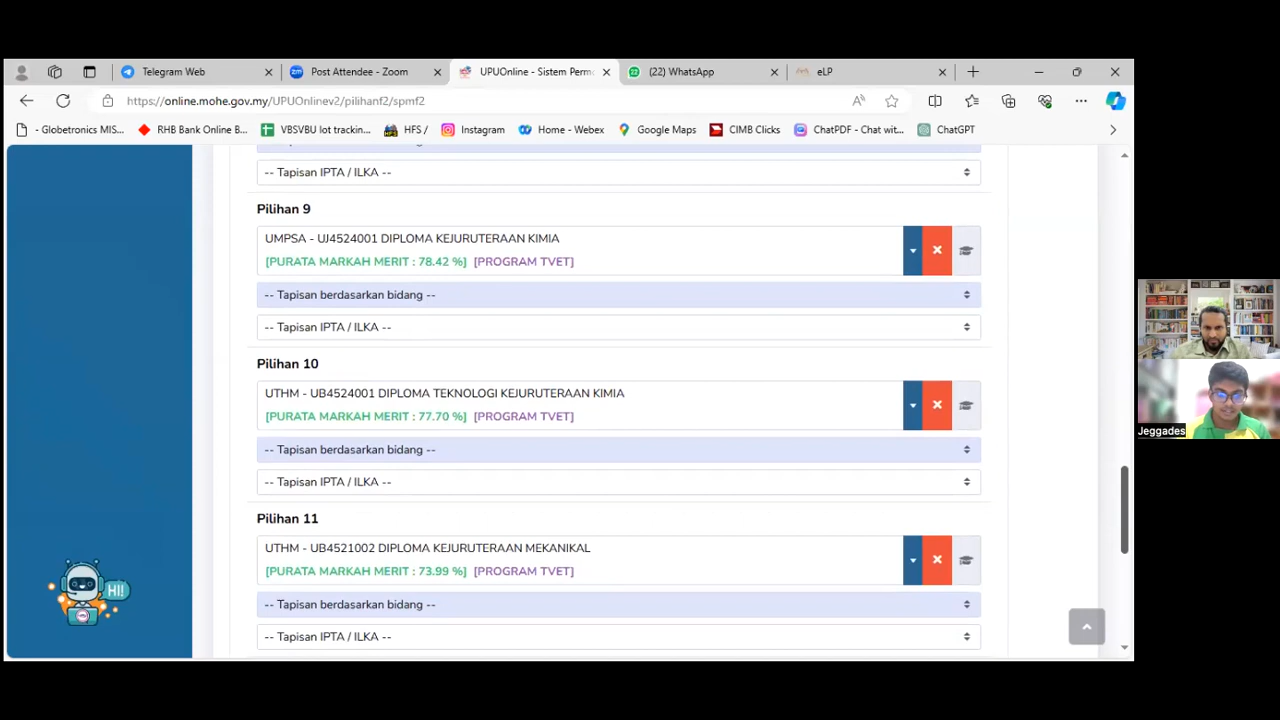 Telegram Web
Post Attendee - Zoom
UPUOnline - Sistem Permo
(22) WhatsApp
eLP
https://online.mohe.gov.my/UPUOnlinev2/pilihanf2/spmf2
- Globetronics MIS...
RHB Bank Online B...
VBSVBU lot trackin...
HFS /
Instagram
Home - Webex
Google Maps
CIMB Clicks
ChatPDF - Chat wit...
ChatGPT
-- Tapisan IPTA / ILKA --
Pilihan 9
UMPSA - UJ4524001 DIPLOMA KEJURUTERAAN KIMIA
[PURATA MARKAH MERIT : 78.42 %] [PROGRAM TVET]
-- Tapisan berdasarkan bidang --
-- Tapisan IPTA / ILKA --
Pilihan 10
UTHM - UB4524001 DIPLOMA TEKNOLOGI KEJURUTERAAN KIMIA
[PURATA MARKAH MERIT : 77.70 %] [PROGRAM TVET]
-- Tapisan berdasarkan bidang --
-- Tapisan IPTA / ILKA --
Pilihan 11
UTHM - UB4521002 DIPLOMA KEJURUTERAAN MEKANIKAL
[PURATA MARKAH MERIT : 73.99 %] [PROGRAM TVET]
-- Tapisan berdasarkan bidang --
-- Tapisan IPTA / ILKA --
HI!
Jeggades